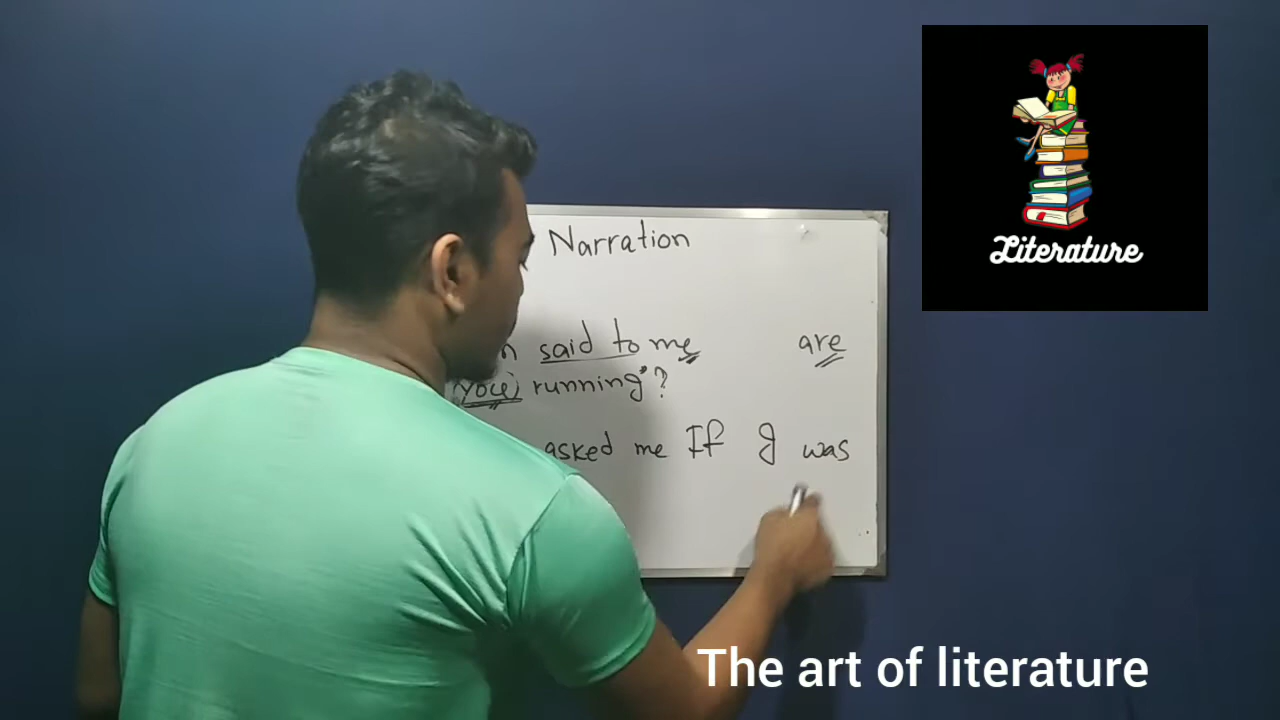 Narration
said to me are
(you) running"?
asked me If I was
Literature
The art of literature